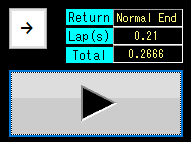 → Return Normal End
Lap(s) 0.21
Total 0.2666